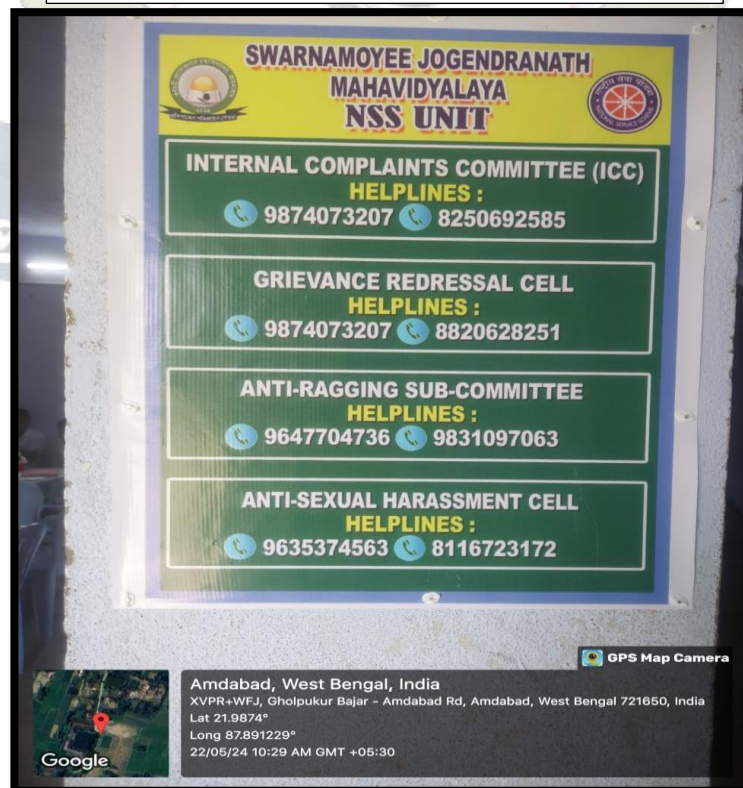 SWARNAMOYEE JOGENDRANATH
MAHAVIDYALAYA
NSS UNIT
INTERNAL COMPLAINTS COMMITTEE (ICC)
HELPLINES :
9874073207 8250692585
GRIEVANCE REDRESSAL CELL
HELPLINES :
9874073207 8820628251
ANTI-RAGGING SUB-COMMITTEE
HELPLINES :
9647704736 9831097063
ANTI-SEXUAL HARASSMENT CELL
HELPLINES :
9635374563 8116723172
GPS Map Camera
Amdabad, West Bengal, India
XVPR+WFJ, Gholpukur Bajar - Amdabad Rd, Amdabad, West Bengal 721650, India
Lat 21.9874°
Long 87.891229°
22/05/24 10:29 AM GMT +05:30
Google